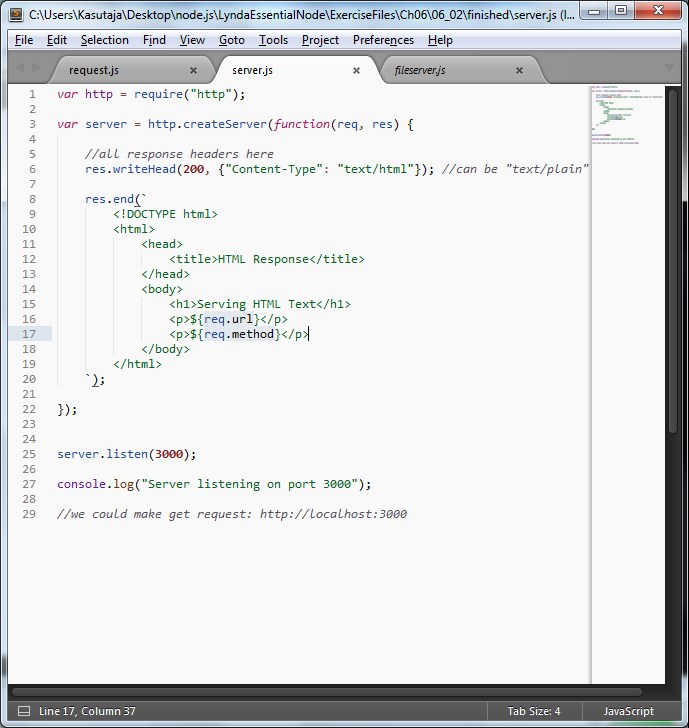 C:\Users\Kasutaja\Desktop\node.js\LyndaEssentialNode\ExerciseFiles\Ch06\06_02\finished\server.js (l...
File Edit Selection Find View Goto Tools Project Preferences Help
request.js × server.js × fileserver.js ×
1 var http = require("http");
2
3 var server = http.createServer(function(req, res) {
4
5 //all response headers here
6 res.writeHead(200, {"Content-Type": "text/html"}); //can be "text/plain"
7
8 res.end(`
9 <!DOCTYPE html>
10 <html>
11 <head>
12 <title>HTML Response</title>
13 </head>
14 <body>
15 <h1>Serving HTML Text</h1>
16 <p>${req.url}</p>
17 <p>${req.method}</p>
18 </body>
19 </html>
20 `);
21
22 });
23
24
25 server.listen(3000);
26
27 console.log("Server listening on port 3000");
28
29 //we could make get request: http://localhost:3000
Line 17, Column 37 Tab Size: 4 JavaScript